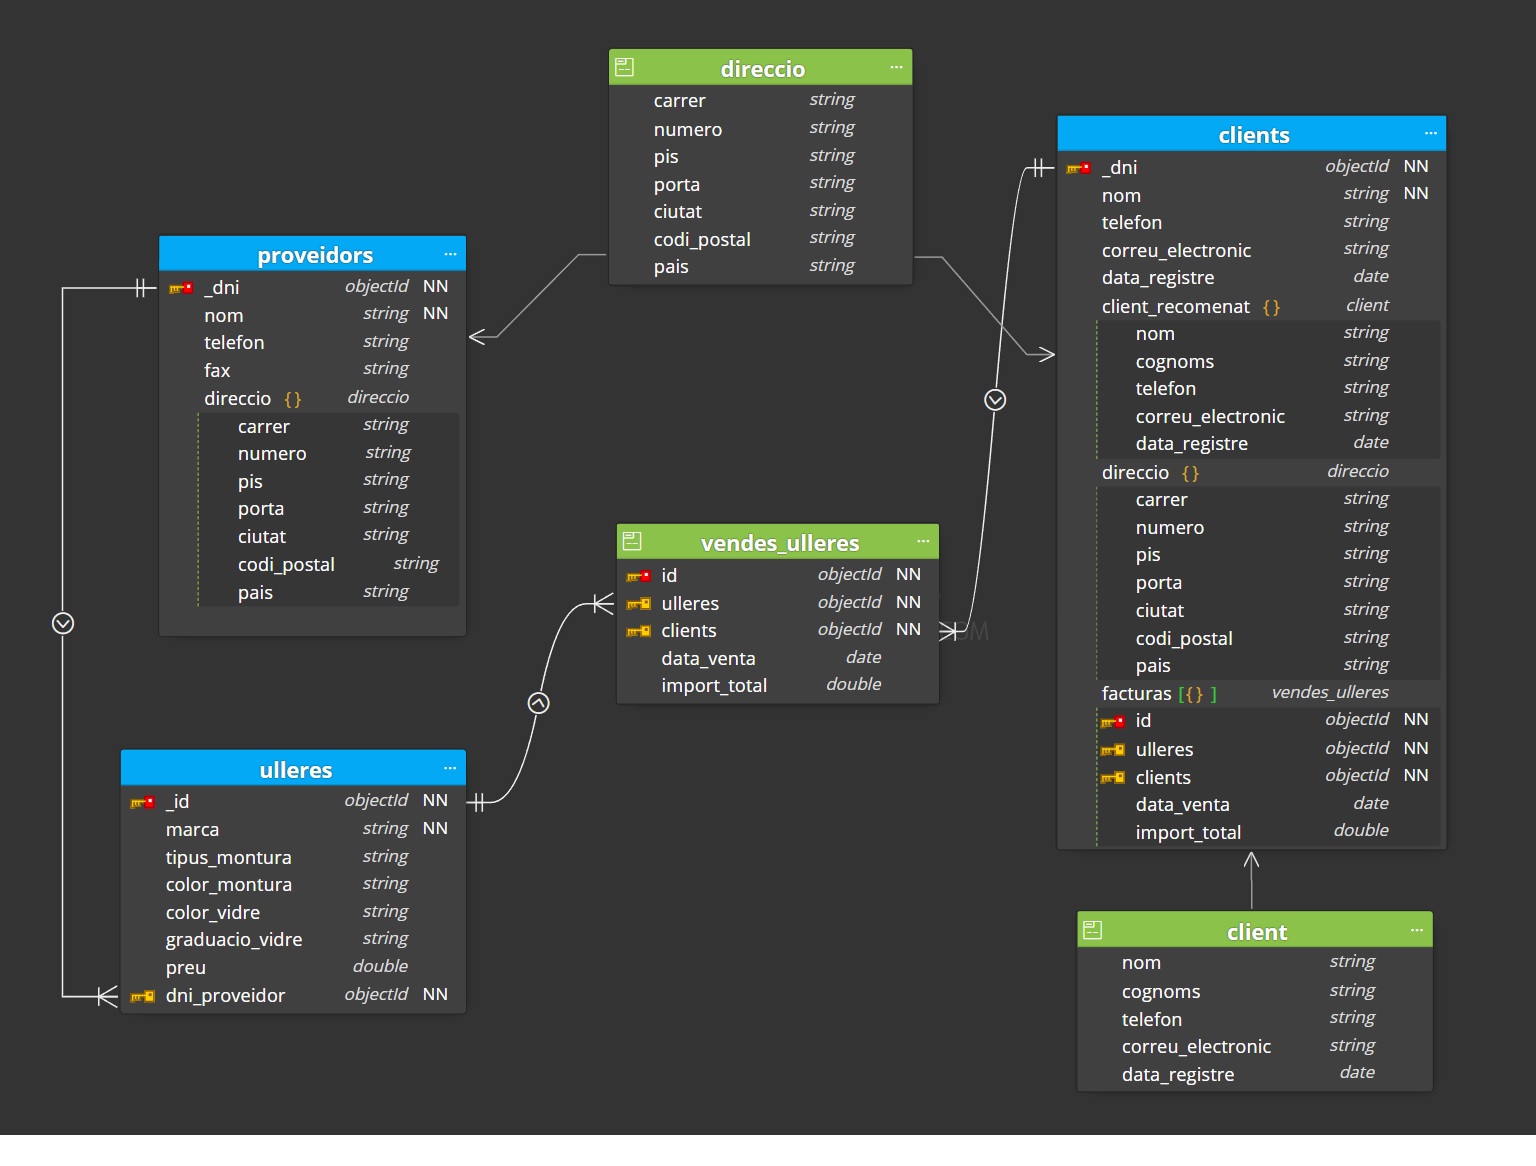 direccio ...
carrer string
numero string
pis string
porta string
ciutat string
codi_postal string
pais string
clients ...
_dni objectId NN
nom string NN
telefon string
correu_electronic string
data_registre date
client_recomenat {} client
nom string
cognoms string
telefon string
correu_electronic string
data_registre date
direccio {} direccio
carrer string
numero string
pis string
porta string
ciutat string
codi_postal string
pais string
facturas [{} ] vendes_ulleres
id objectId NN
ulleres objectId NN
clients objectId NN
data_venta date
import_total double
proveidors ...
_dni objectId NN
nom string NN
telefon string
fax string
direccio {} direccio
carrer string
numero string
pis string
porta string
ciutat string
codi_postal string
pais string
vendes_ulleres ...
id objectId NN
ulleres objectId NN
clients objectId NN
data_venta date
import_total double
ulleres ...
_id objectId NN
marca string NN
tipus_montura string
color_montura string
color_vidre string
graduacio_vidre string
preu double
dni_proveidor objectId NN
client ...
nom string
cognoms string
telefon string
correu_electronic string
data_registre date